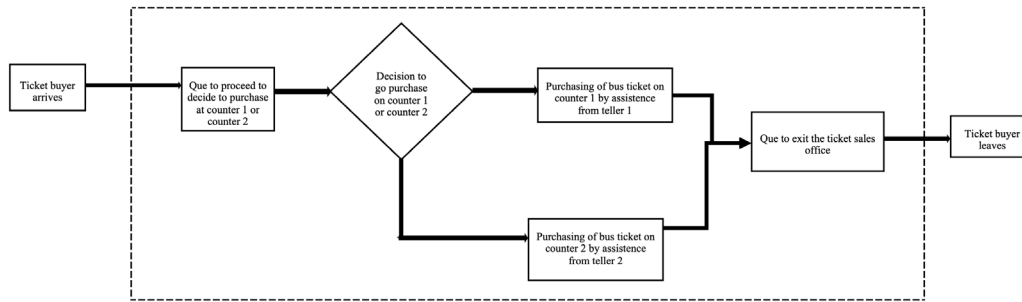 Ticket buyer
arrives
Que to proceed to
decide to purchase
at counter 1 or
counter 2
Decision to
go purchase
on counter 1
or counter 2
Purchasing of bus ticket on
counter 1 by assistence
from teller 1
Purchasing of bus ticket on
counter 2 by assistence
from teller 2
Que to exit the ticket sales
office
Ticket buyer
leaves